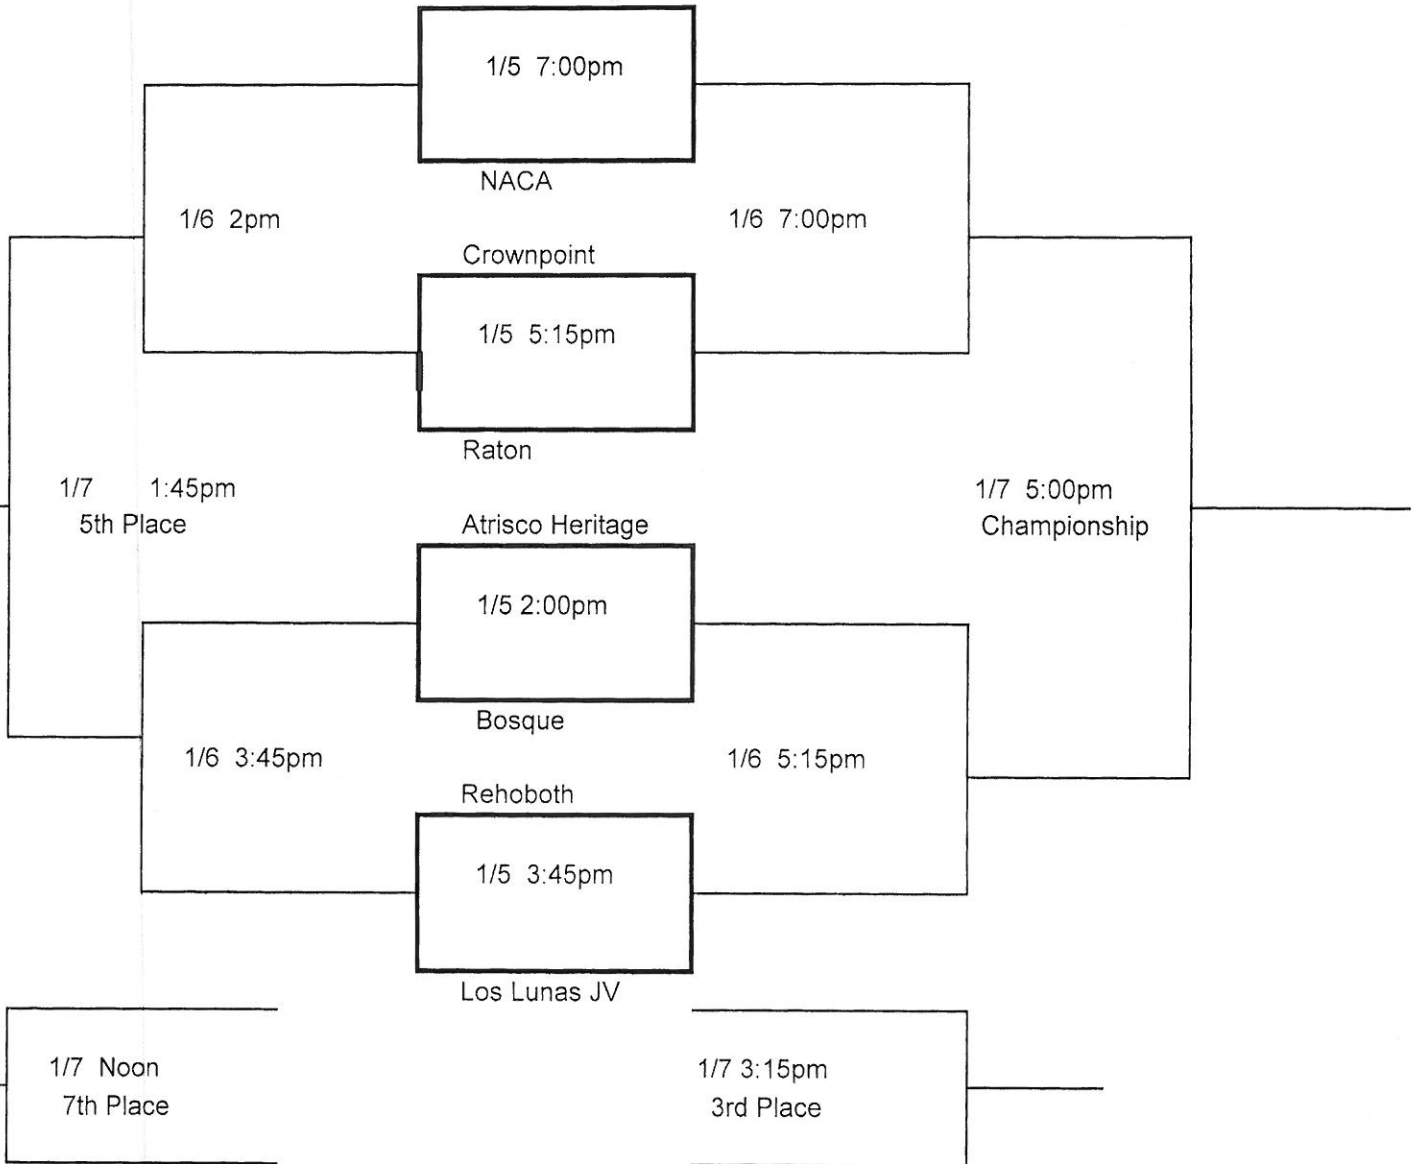 1/5 7:00pm
NACA
1/6 2pm
1/6 7:00pm
Crownpoint
1/5 5:15pm
Raton
1/7 1:45pm
5th Place
1/7 5:00pm
Championship
Atrisco Heritage
1/5 2:00pm
Bosque
1/6 3:45pm
1/6 5:15pm
Rehoboth
1/5 3:45pm
Los Lunas JV
1/7 Noon
7th Place
1/7 3:15pm
3rd Place